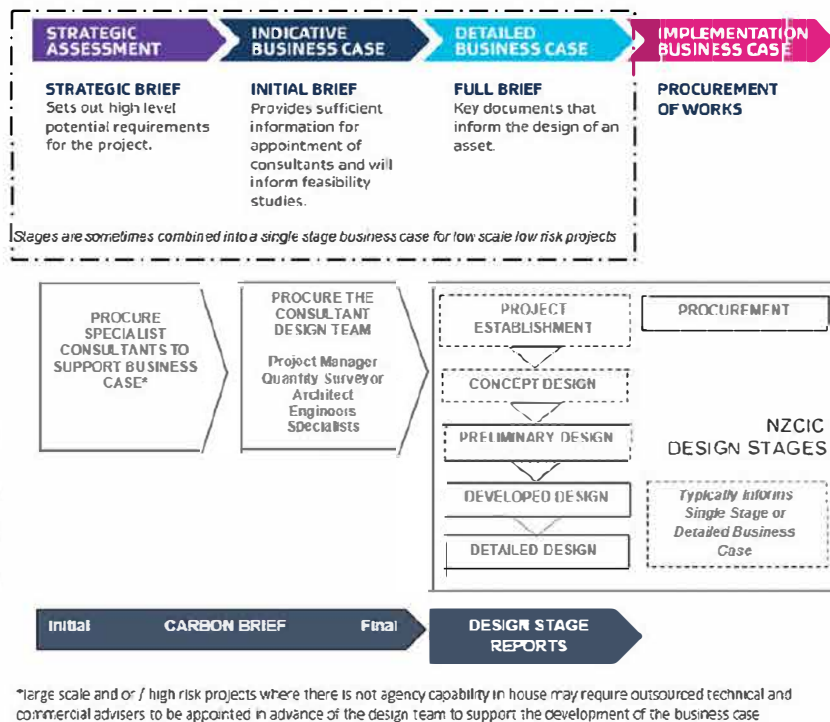 STRATEGIC
ASSESSMENT
INDICATIVE
BUSINESS CASE
DETAILED
BUSINESS CASE
IMPLEMENTATION
BUSINESS CASE
STRATEGIC BRIEF
Sets out high level
potential requirements
for the project.
INITIAL BRIEF
Provides sufficient
information for
appointment of
consultants and will
inform feasibility
studies.
FULL BRIEF
Key documents that
inform the design of an
asset.
PROCUREMENT
OF WORKS
Stages are sometimes combined into a single stage business case for low scale low risk projects
PROCURE
SPECIALIST
CONSULTANTS TO
SUPPORT BUSINESS
CASE*
PROCURE THE
CONSULTANT
DESIGN TEAM
Project Manager
Quantity Surveyor
Architect
Engineers
Specialists
PROJECT
ESTABLISHMENT
CONCEPT DESIGN
PRELIMINARY DESIGN
DEVELOPED DESIGN
DETAILED DESIGN
PROCUREMENT
NZCIC
DESIGN STAGES
Typically Informs
Single Stage or
Detailed Business
Case
Initial CARBON BRIEF Final
DESIGN STAGE
REPORTS
*large scale and or / high risk projects where there is not agency capability in house may require outsourced technical and
commercial advisers to be appointed in advance of the design team to support the development of the business case